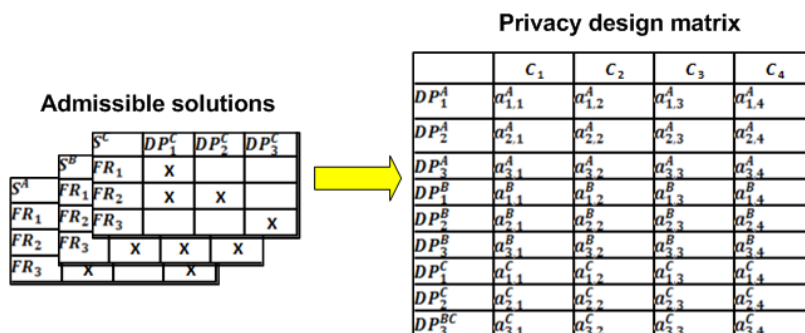 Privacy design matrix
Admissible solutions
S^C DP_1^C DP_2^C DP_3^C
FR_1 X
FR_2 X X
FR_3 X
S^B
FR_1
FR_2
FR_3 X X X
S^A
FR_1
FR_2
FR_3 X X
C_1 C_2 C_3 C_4
DP_1^A a_{1,1}^A a_{1,2}^A a_{1,3}^A a_{1,4}^A
DP_2^A a_{2,1}^A a_{2,2}^A a_{2,3}^A a_{2,4}^A
DP_3^A a_{3,1}^A a_{3,2}^A a_{3,3}^A a_{3,4}^A
DP_1^B a_{1,1}^B a_{1,2}^B a_{1,3}^B a_{1,4}^B
DP_2^B a_{2,1}^B a_{2,2}^B a_{2,3}^B a_{2,4}^B
DP_3^B a_{3,1}^B a_{3,2}^B a_{3,3}^B a_{3,4}^B
DP_1^C a_{1,1}^C a_{1,2}^C a_{1,3}^C a_{1,4}^C
DP_2^C a_{2,1}^C a_{2,2}^C a_{2,3}^C a_{2,4}^C
DP_3^{BC} a_{3,1}^C a_{3,2}^C a_{3,3}^C a_{3,4}^C